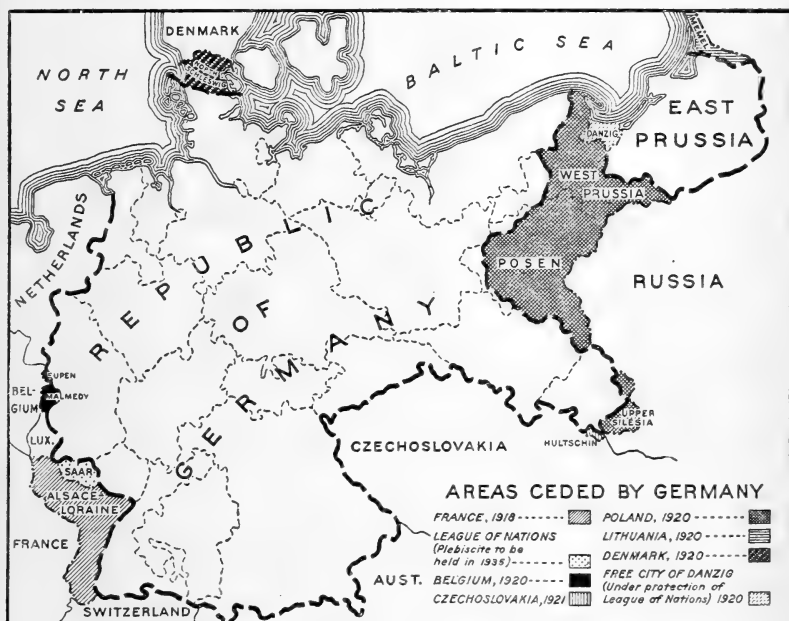 DENMARK
NORTH
SEA
BALTIC SEA
MEMEL
EAST
PRUSSIA
DANZIG
WEST
PRUSSIA
POSEN
RUSSIA
NETHERLANDS
REPUBLIC
OF
GERMANY
EUPEN
MALMEDY
BEL-
GIUM
LUX.
SAAR
ALSACE
LORAINE
FRANCE
SWITZERLAND
AUST.
CZECHOSLOVAKIA
HULTSCHIN
UPPER
SILESIA
AREAS CEDED BY GERMANY
FRANCE, 1918
LEAGUE OF NATIONS
(Plebiscite to be
held in 1935)
BELGIUM, 1920
CZECHOSLOVAKIA, 1921
POLAND, 1920
LITHUANIA, 1920
DENMARK, 1920
FREE CITY OF DANZIG
(Under protection of
League of Nations) 1920